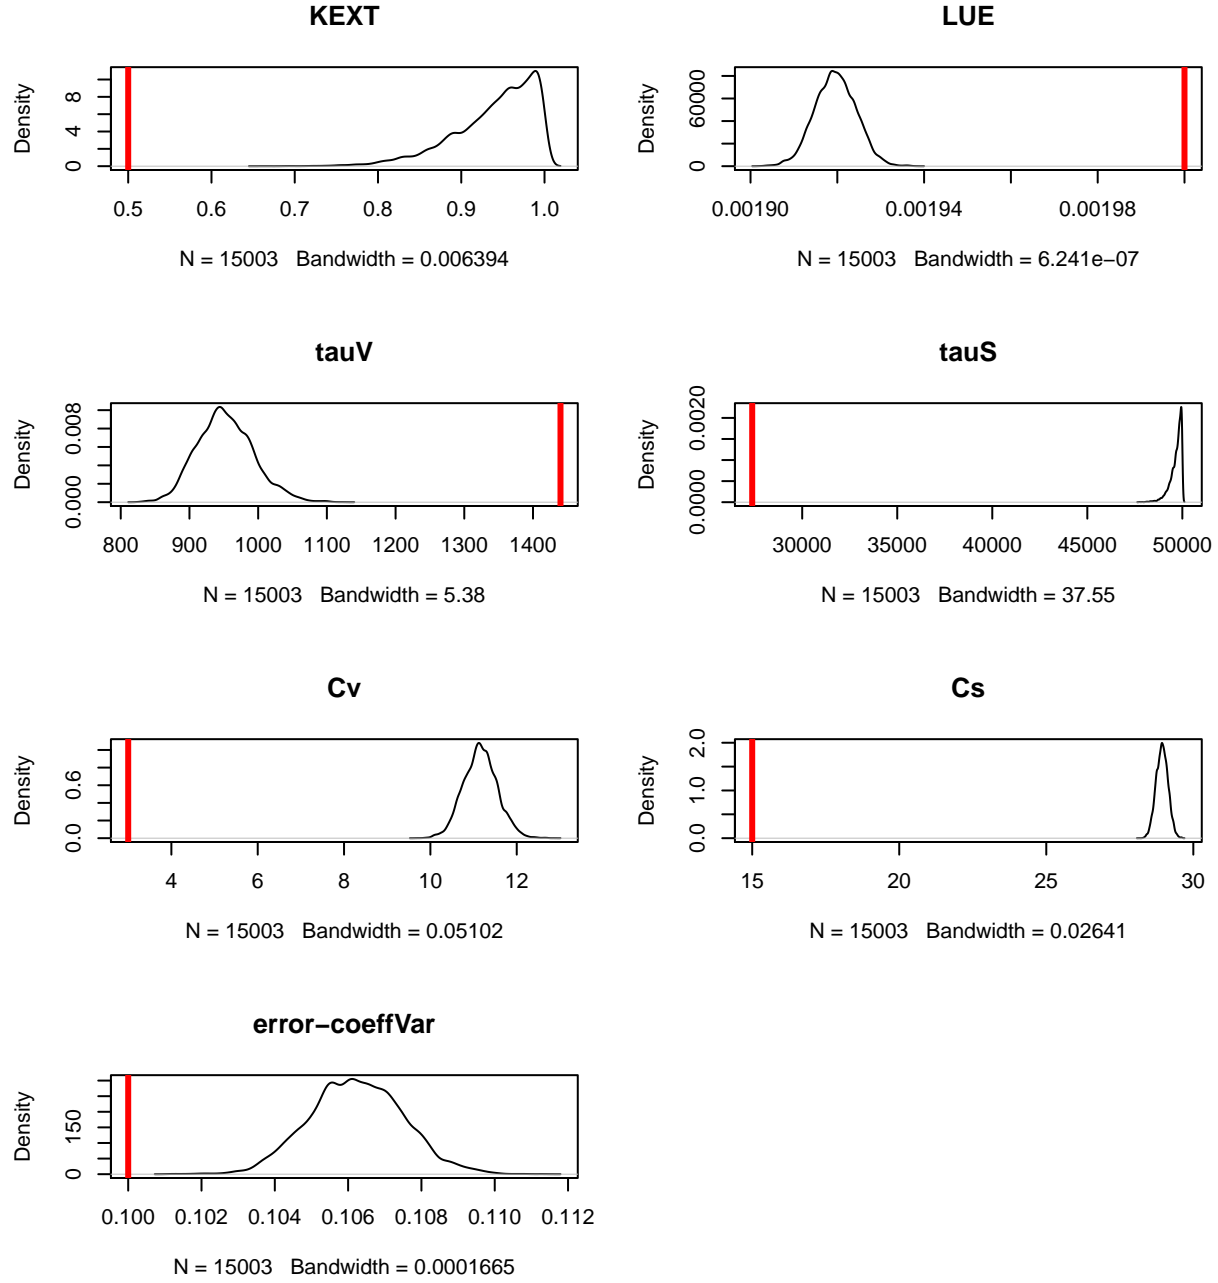 KEXT
Density
0 4 8
0.5 0.6 0.7 0.8 0.9 1.0
N = 15003 Bandwidth = 0.006394
LUE
Density
0 60000
0.00190 0.00194 0.00198
N = 15003 Bandwidth = 6.241e−07
tauV
Density
0.000 0.008
800 900 1000 1100 1200 1300 1400
N = 15003 Bandwidth = 5.38
tauS
Density
0.0000 0.0020
30000 35000 40000 45000 50000
N = 15003 Bandwidth = 37.55
Cv
Density
0.0 0.6
4 6 8 10 12
N = 15003 Bandwidth = 0.05102
Cs
Density
0.0 1.0 2.0
15 20 25 30
N = 15003 Bandwidth = 0.02641
error−coeffVar
Density
0 150
0.100 0.102 0.104 0.106 0.108 0.110 0.112
N = 15003 Bandwidth = 0.0001665